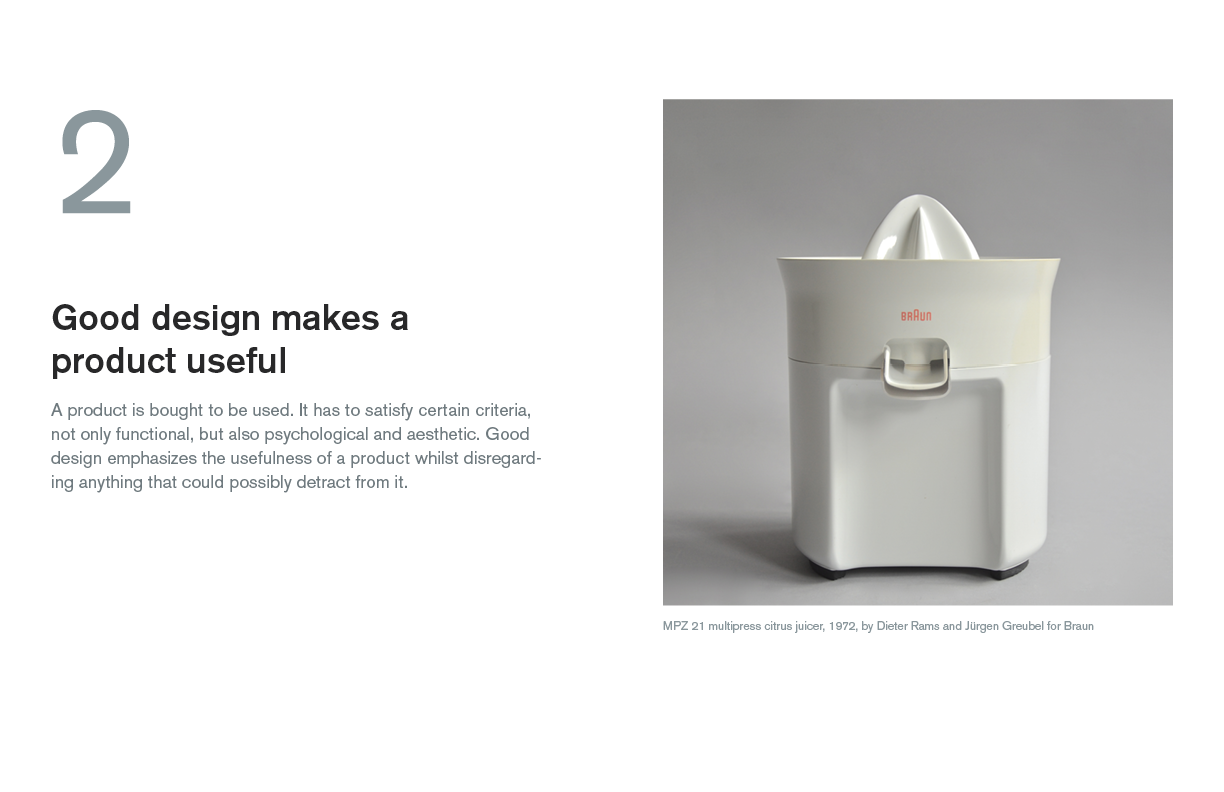 2
Good design makes a
product useful
A product is bought to be used. It has to satisfy certain criteria,
not only functional, but also psychological and aesthetic. Good
design emphasizes the usefulness of a product whilst disregard-
ing anything that could possibly detract from it.
BRAUN
MPZ 21 multipress citrus juicer, 1972, by Dieter Rams and Jürgen Greubel for Braun